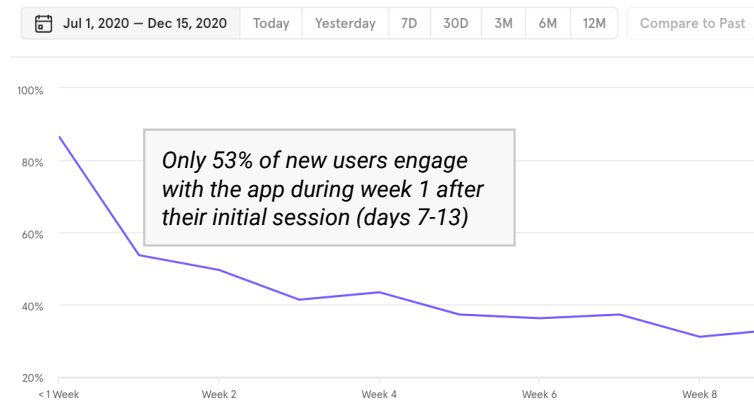 Jul 1, 2020 — Dec 15, 2020 Today Yesterday 7D 30D 3M 6M 12M Compare to Past
100%
Only 53% of new users engage
with the app during week 1 after
their initial session (days 7-13)
80%
60%
40%
20%
< 1 Week Week 2 Week 4 Week 6 Week 8